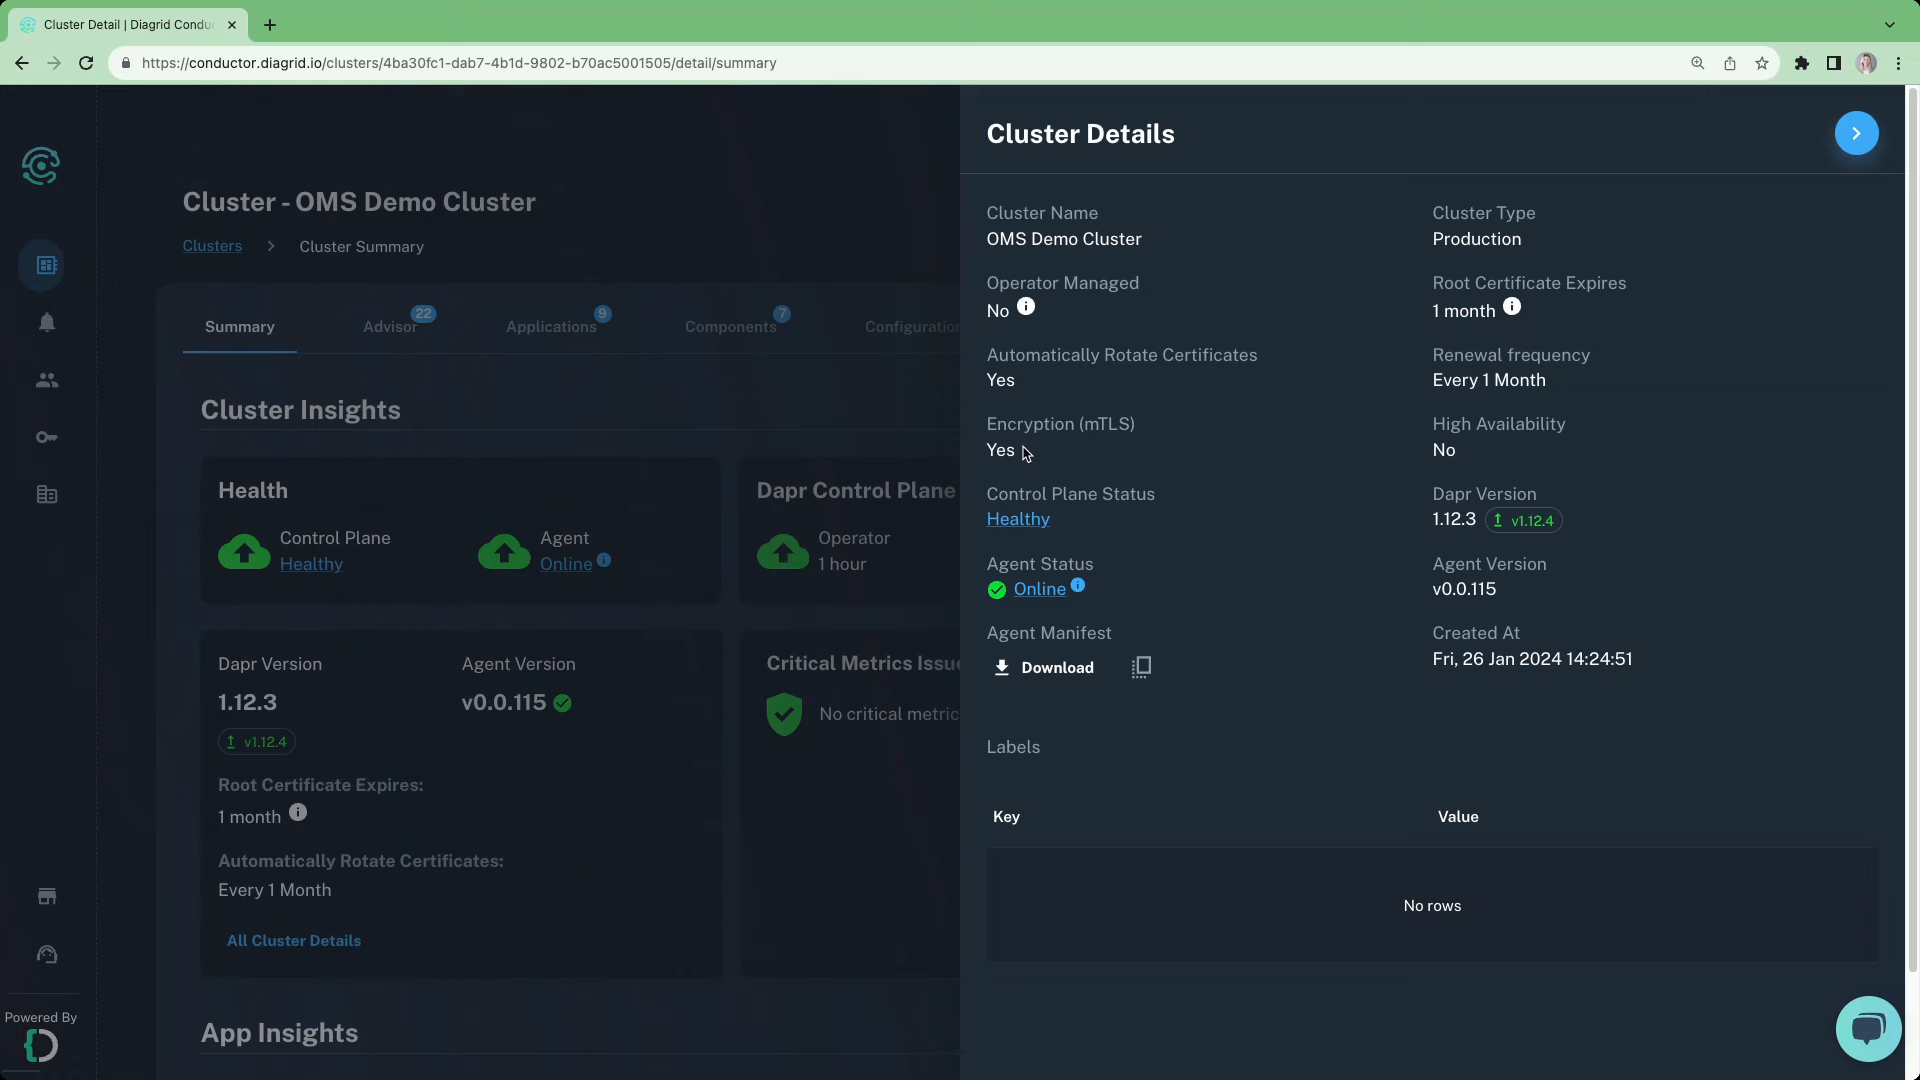 Cluster Detail | Diagrid Condu
https://conductor.diagrid.io/clusters/4ba30fc1-dab7-4b1d-9802-b70ac5001505/detail/summary
Cluster - OMS Demo Cluster
Clusters > Cluster Summary
Summary
Advisor 22
Applications 9
Components 7
Configuration
Cluster Insights
Health
Control Plane
Healthy
Agent
Online
Dapr Control Plane
Operator
1 hour
Dapr Version
1.12.3
v1.12.4
Agent Version
v0.0.115
Root Certificate Expires:
1 month
Automatically Rotate Certificates:
Every 1 Month
All Cluster Details
Critical Metrics Issue
No critical metric
App Insights
Powered By
Cluster Details
Cluster Name
OMS Demo Cluster
Cluster Type
Production
Operator Managed
No
Root Certificate Expires
1 month
Automatically Rotate Certificates
Yes
Renewal frequency
Every 1 Month
Encryption (mTLS)
Yes
High Availability
No
Control Plane Status
Healthy
Dapr Version
1.12.3 v1.12.4
Agent Status
Online
Agent Version
v0.0.115
Agent Manifest
Download
Created At
Fri, 26 Jan 2024 14:24:51
Labels
Key Value
No rows